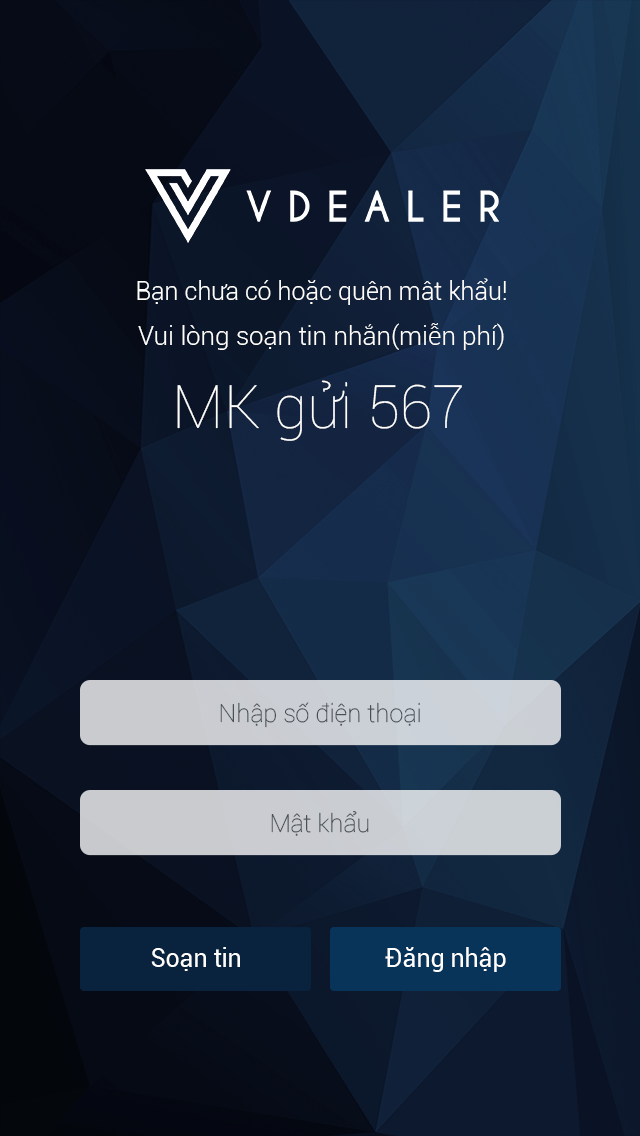 VDEALER
Bạn chưa có hoặc quên mât khẩu!
Vui lòng soạn tin nhắn(miễn phí)
MK gửi 567
Nhập số điện thoại
Mật khẩu
Soạn tin
Đăng nhập